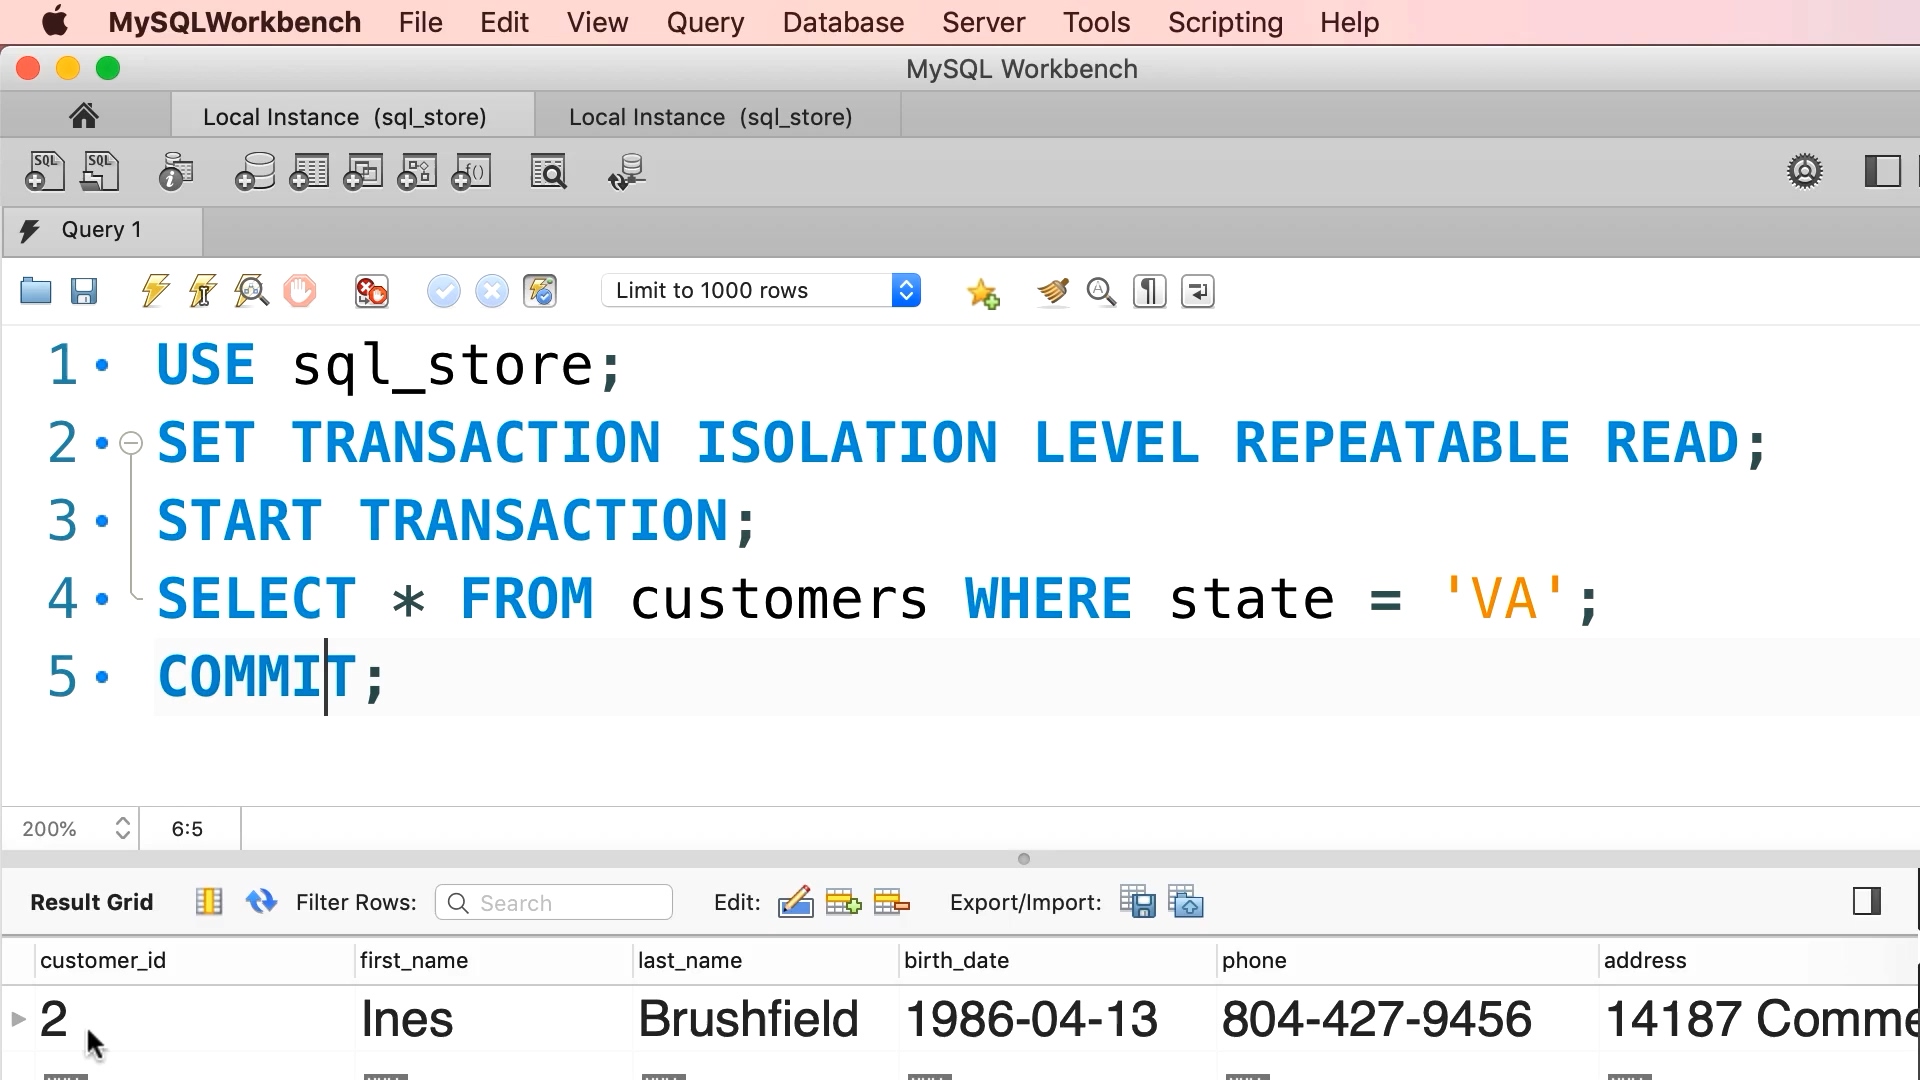 MySQLWorkbench File Edit View Query Database Server Tools Scripting Help
MySQL Workbench
Local Instance (sql_store) Local Instance (sql_store)
SQL SQL
Query 1
Limit to 1000 rows
1 USE sql_store;
2 SET TRANSACTION ISOLATION LEVEL REPEATABLE READ;
3 START TRANSACTION;
4 SELECT * FROM customers WHERE state = 'VA';
5 COMMIT;
200% 6:5
Result Grid Filter Rows: Search Edit: Export/Import:
customer_id first_name last_name birth_date phone address
2 Ines Brushfield 1986-04-13 804-427-9456 14187 Comme